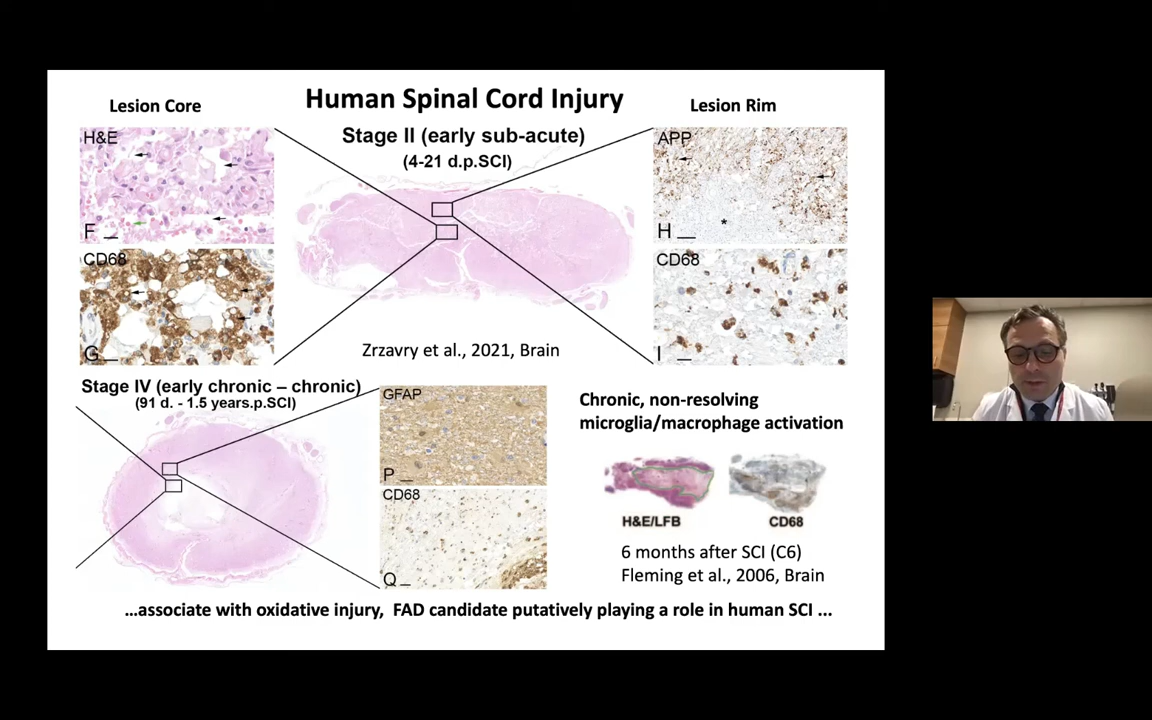 Human Spinal Cord Injury
Lesion Core
Lesion Rim
Stage II (early sub-acute)
(4-21 d.p.SCI)
H&E
F
CD68
G
APP
*
H
CD68
I
Zrzavry et al., 2021, Brain
Stage IV (early chronic – chronic)
(91 d. - 1.5 years.p.SCI)
GFAP
P
CD68
Q
Chronic, non-resolving
microglia/macrophage activation
H&E/LFB
CD68
6 months after SCI (C6)
Fleming et al., 2006, Brain
...associate with oxidative injury, FAD candidate putatively playing a role in human SCI ...